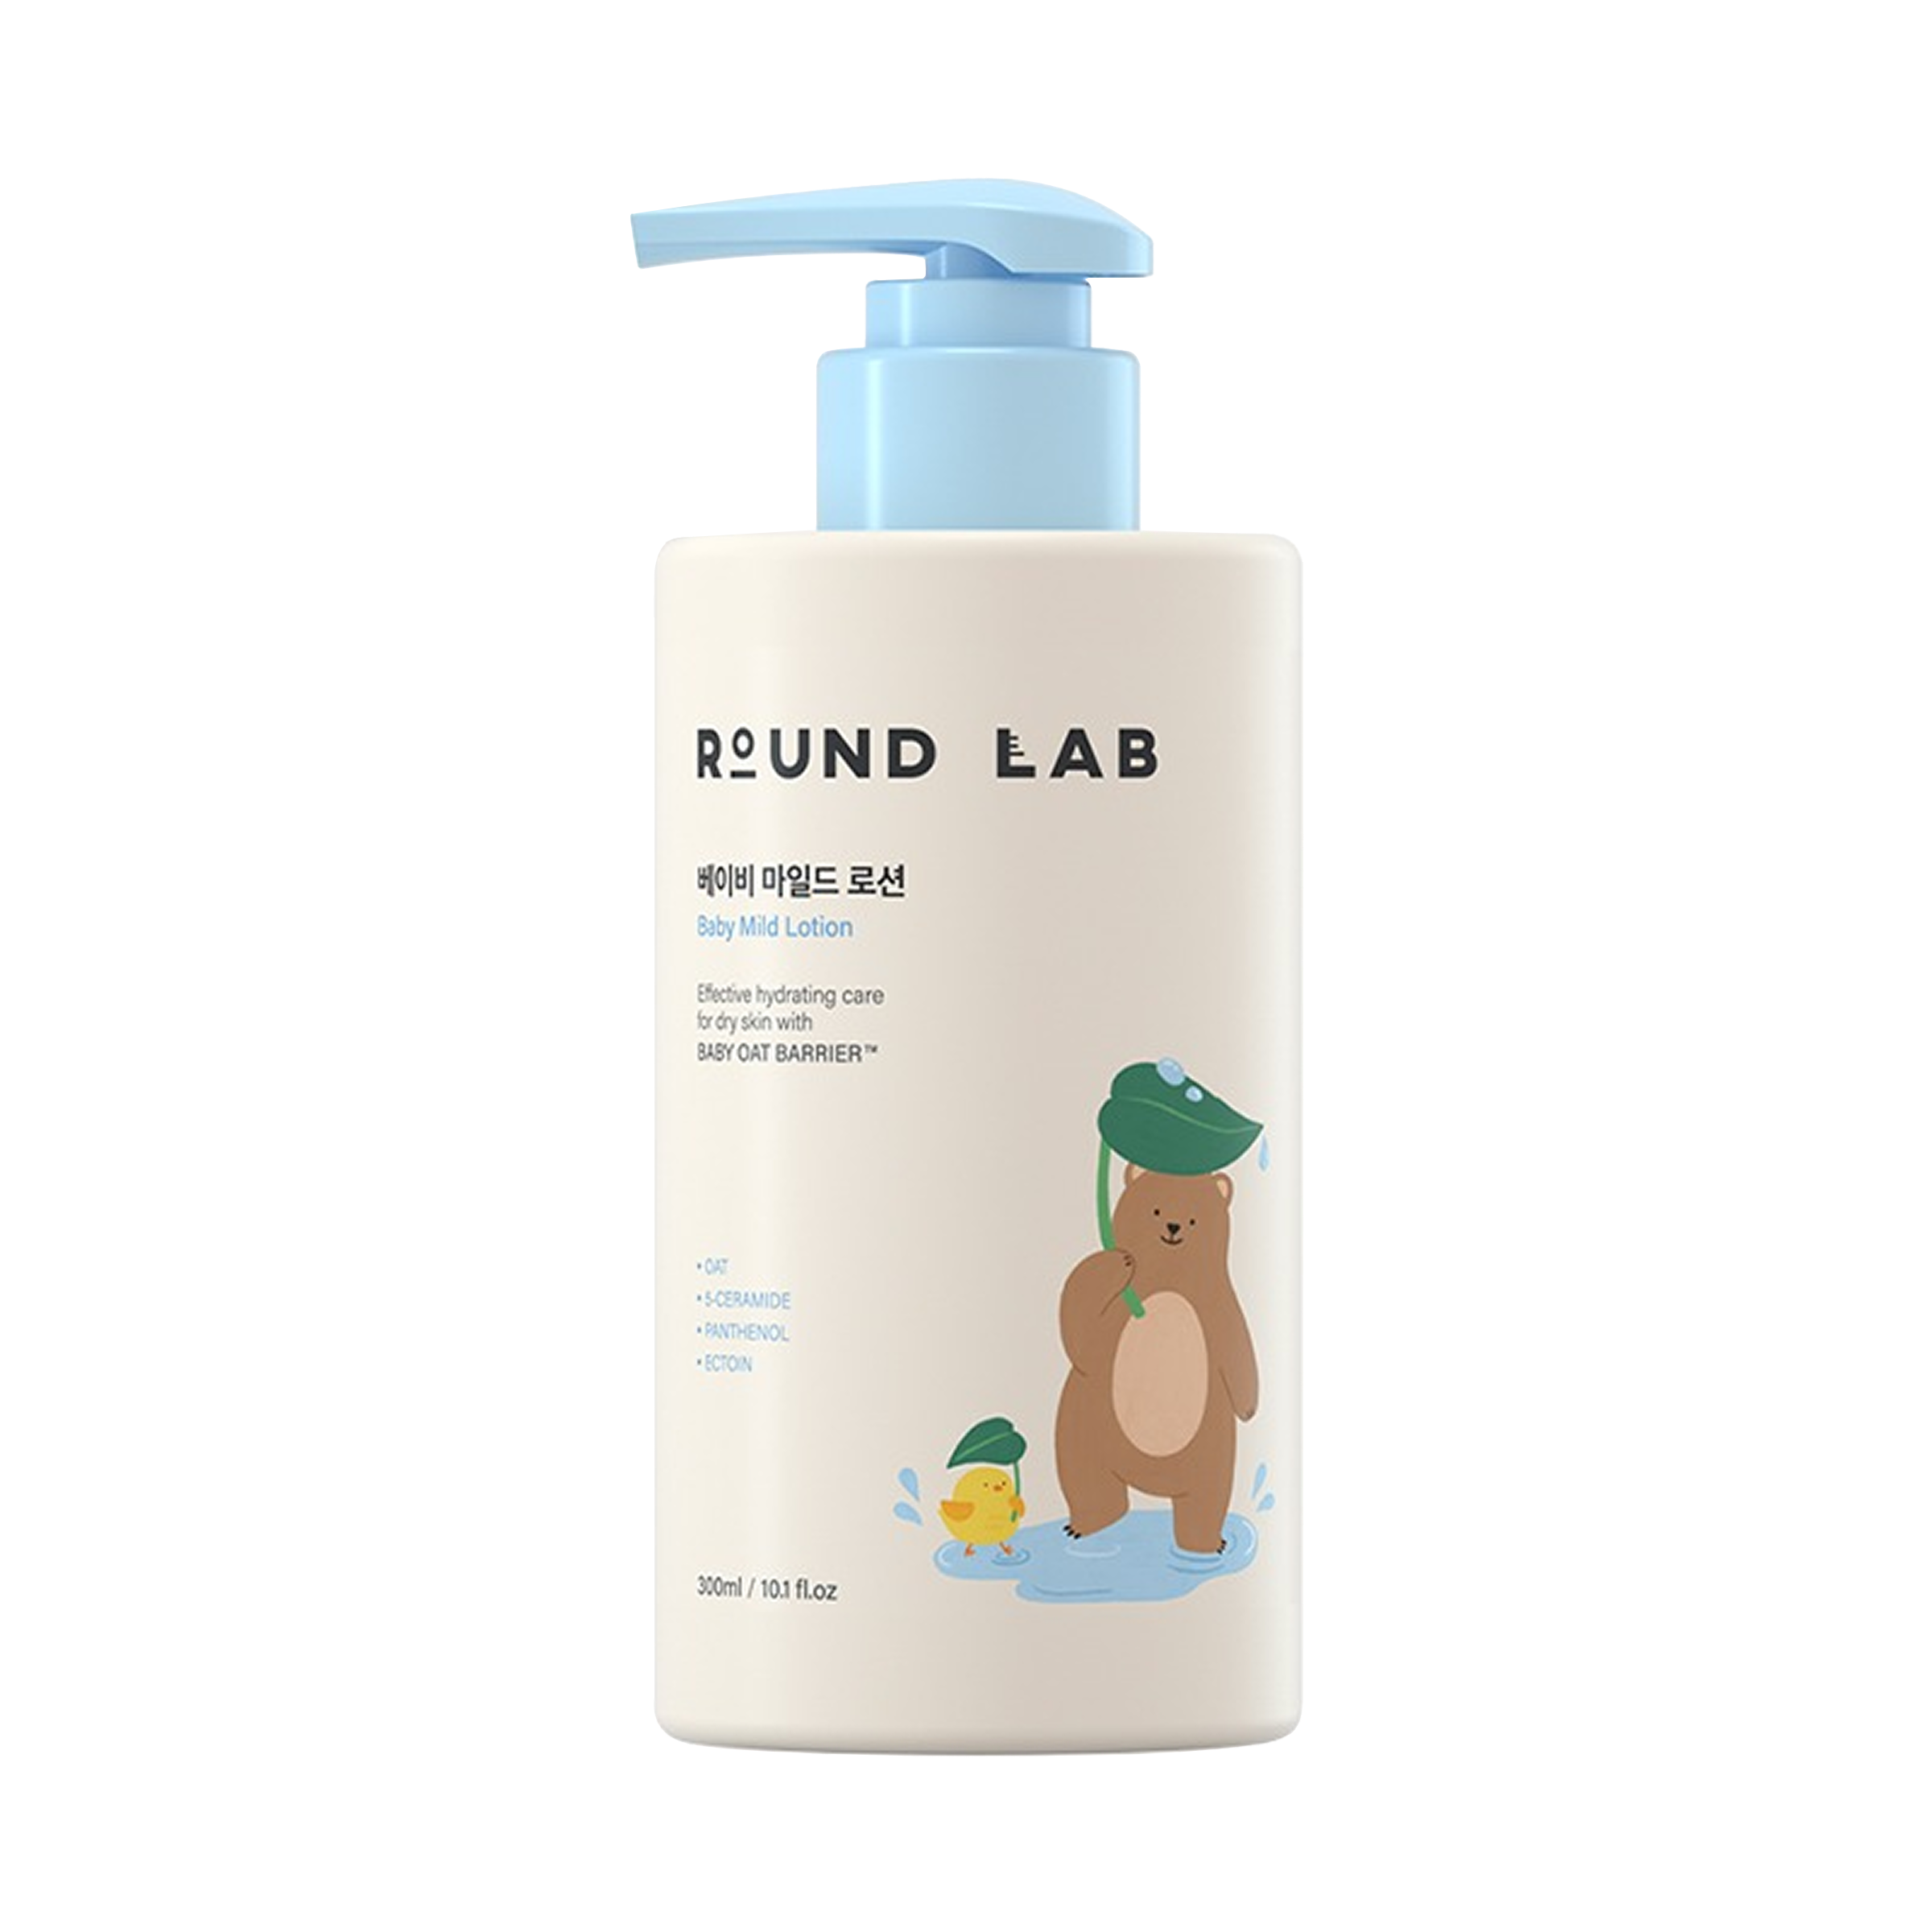 ROUND LAB
베이비 마일드 로션
Baby Mild Lotion
Effective hydrating care
for dry skin with
BABY OAT BARRIER™
• OAT
• 5-CERAMIDE
• PANTHENOL
• ECTOIN
300ml / 10.1 fl.oz